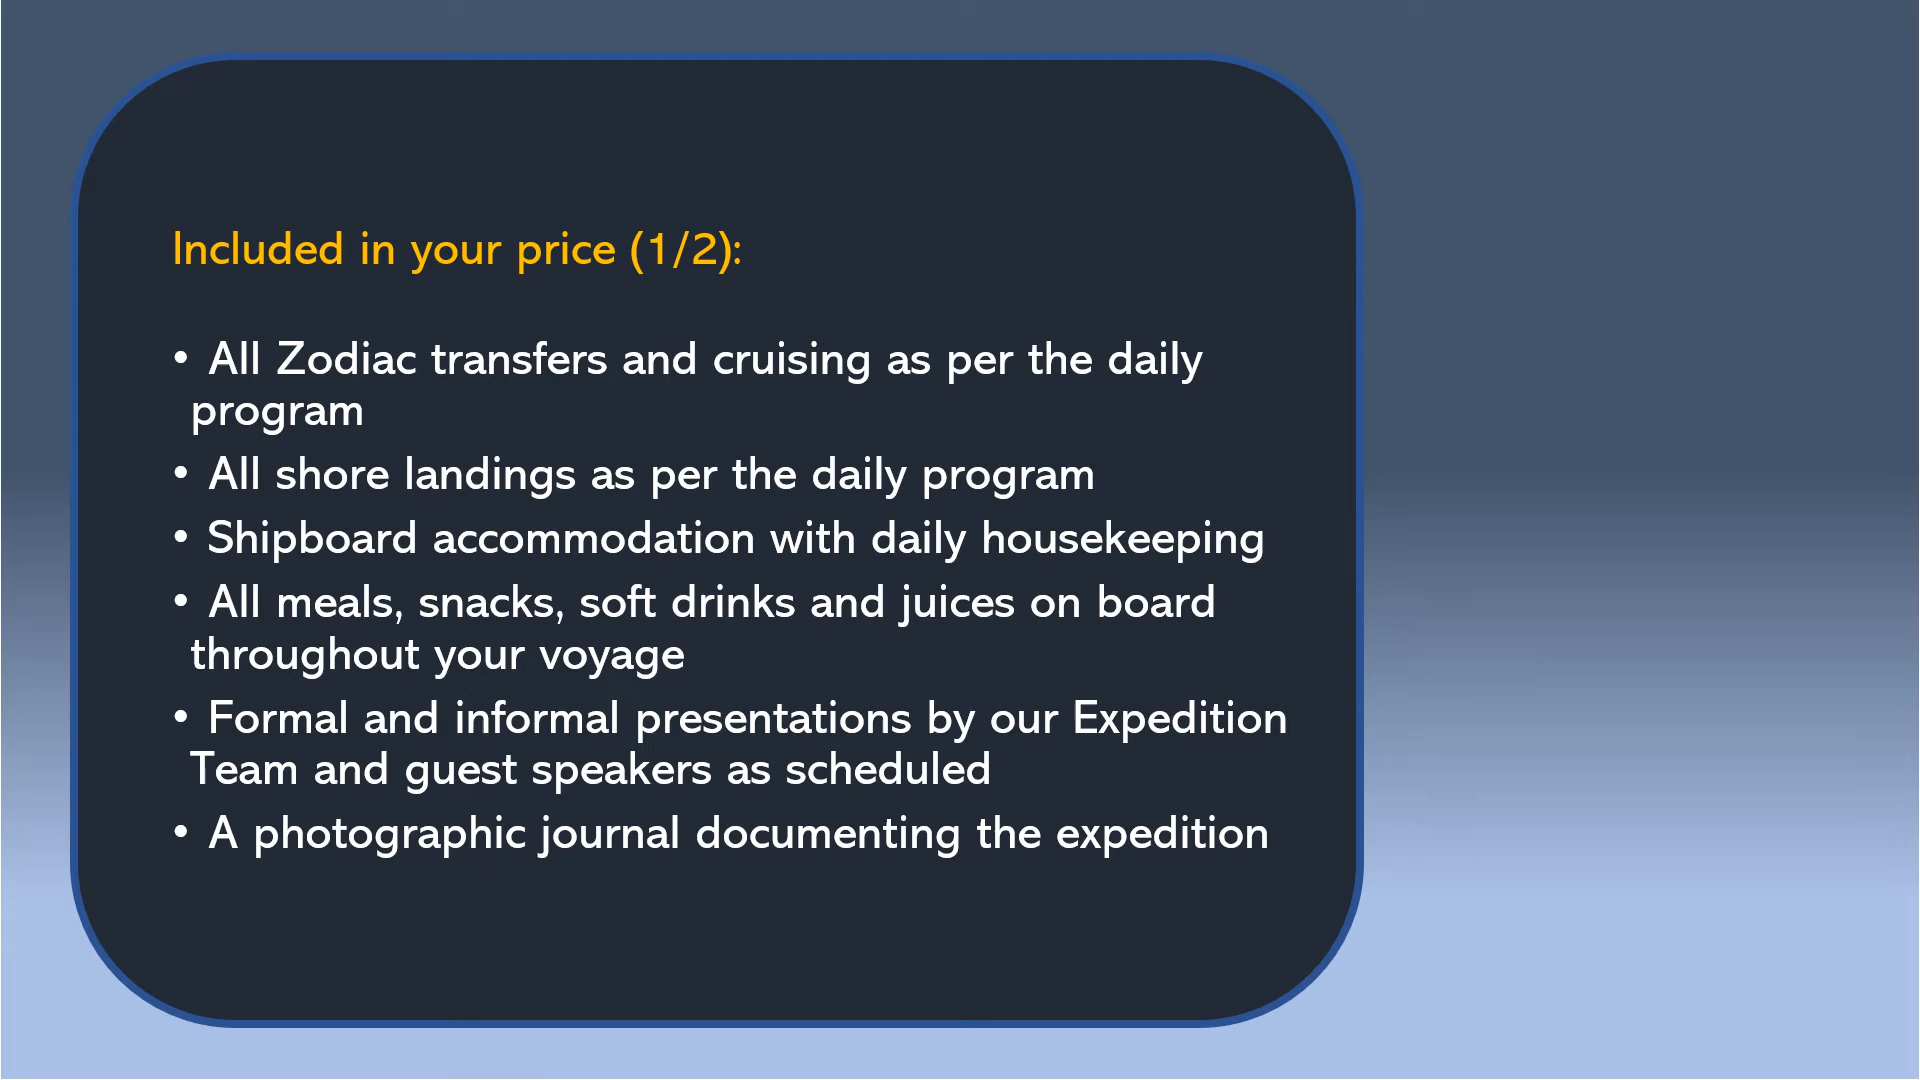 Included in your price (1/2):
• All Zodiac transfers and cruising as per the daily
program
• All shore landings as per the daily program
• Shipboard accommodation with daily housekeeping
• All meals, snacks, soft drinks and juices on board
throughout your voyage
• Formal and informal presentations by our Expedition
Team and guest speakers as scheduled
• A photographic journal documenting the expedition